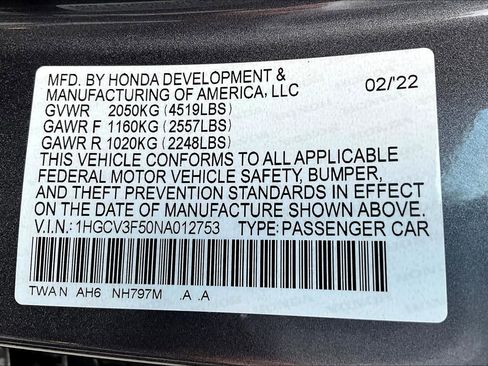 MFD. BY HONDA DEVELOPMENT &
MANUFACTURING OF AMERICA, LLC 02/22
GVWR 2050KG (4519LBS)
GAWR F 1160KG (2557LBS)
GAWR R 1020KG (2248LBS)
THIS VEHICLE CONFORMS TO ALL APPLICABLE
FEDERAL MOTOR VEHICLE SAFETY, BUMPER,
AND THEFT PREVENTION STANDARDS IN EFFECT
ON THE DATE OF MANUFACTURE SHOWN ABOVE.
V.I.N.: 1HGCV3F50NA012753 TYPE: PASSENGER CAR
TWA N AH6 NH797M .A .A